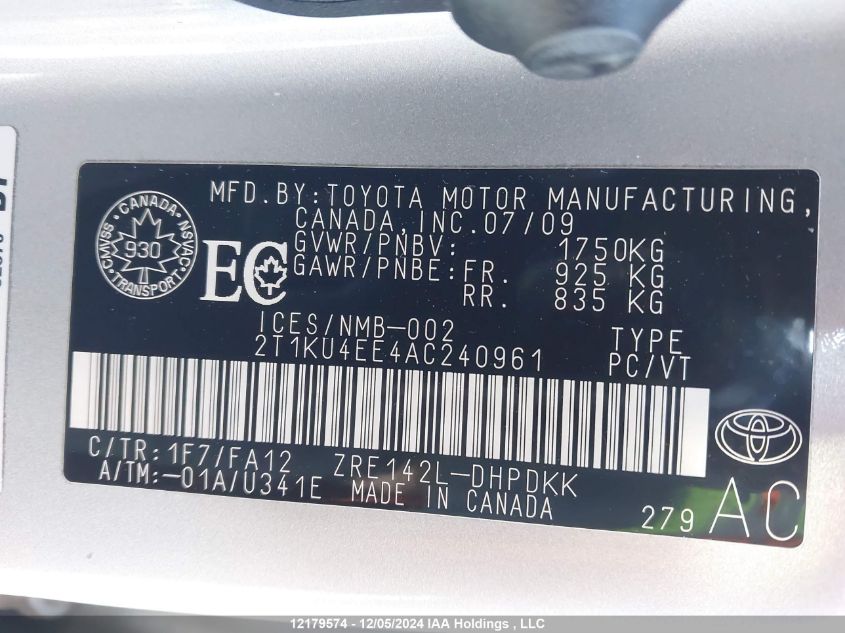 MFD.BY:TOYOTA MOTOR MANUFACTURING,
CANADA,INC.07/09
GVWR/PNBV: 1750KG
GAWR/PNBE:FR. 925 KG
RR. 835 KG
CANADA
CMVSS 930 NSVAC
TRANSPORT
EC
ICES/NMB-002
TYPE
2T1KU4EE4AC240961 PC/VT
C/TR:1F7/FA12 ZRE142L-DHPDKK
A/TM:-01A/U341E MADE IN CANADA
279 AC
12179574 - 12/05/2024 IAA Holdings , LLC